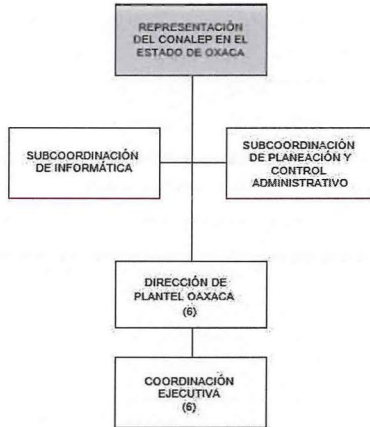 REPRESENTACIÓN
DEL CONALEP EN EL
ESTADO DE OXACA
SUBCOORDINACIÓN
DE INFORMÁTICA
SUBCOORDINACIÓN
DE PLANEACIÓN Y
CONTROL
ADMINISTRATIVO
DIRECCIÓN DE
PLANTEL OAXACA
(6)
COORDINACIÓN
EJECUTIVA
(6)